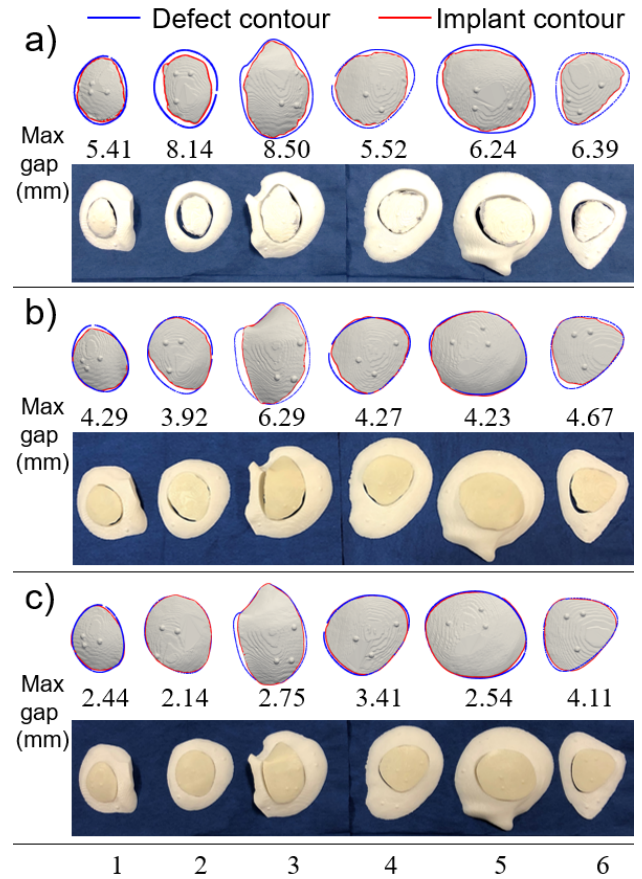 Defect contour Implant contour
a)
Max gap (mm) 5.41 8.14 8.50 5.52 6.24 6.39
b)
Max gap (mm) 4.29 3.92 6.29 4.27 4.23 4.67
c)
Max gap (mm) 2.44 2.14 2.75 3.41 2.54 4.11
1 2 3 4 5 6